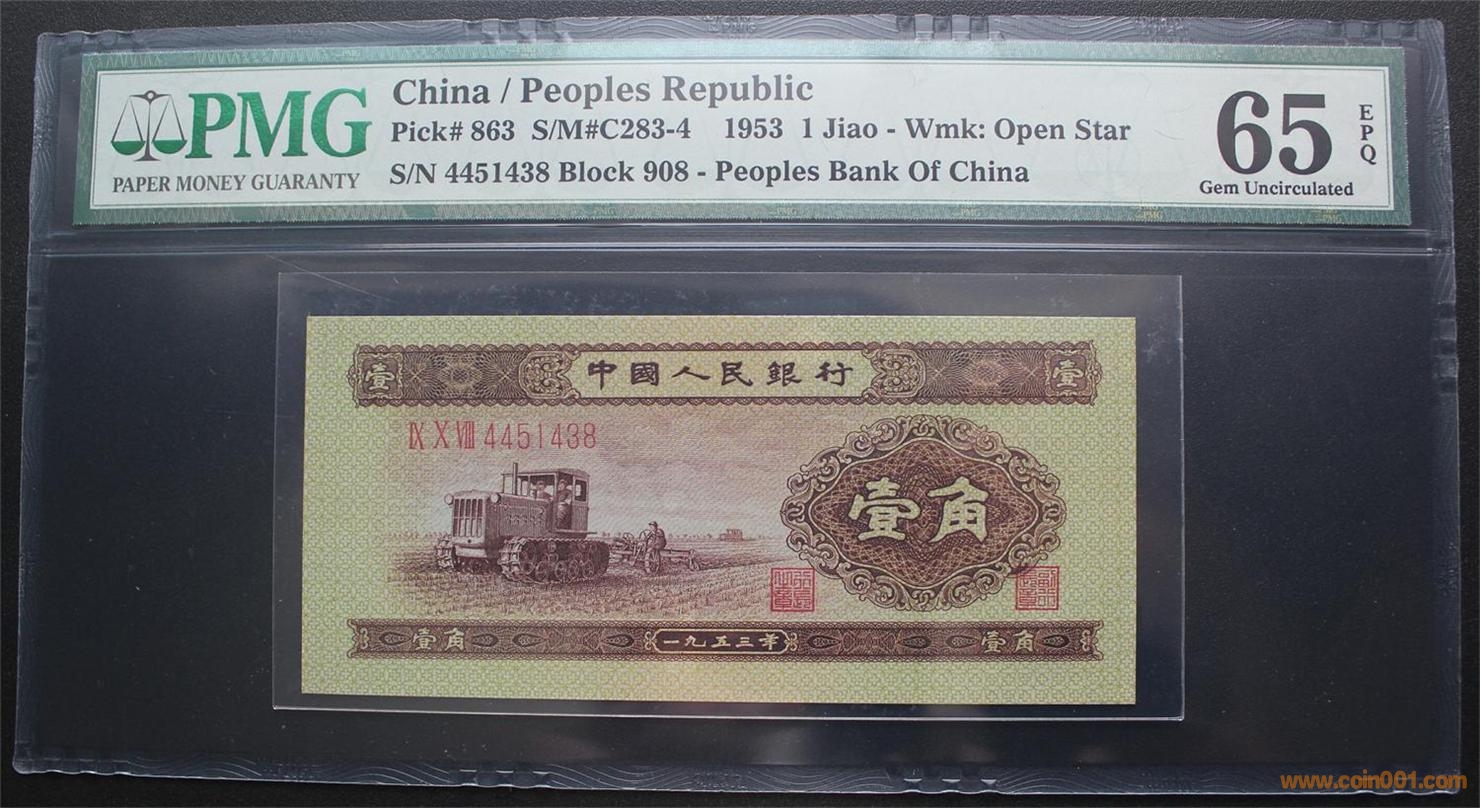 PMG
PAPER MONEY GUARANTY
China / Peoples Republic
Pick# 863 S/M#C283-4 1953 1 Jiao - Wmk: Open Star
S/N 4451438 Block 908 - Peoples Bank Of China
65
EPQ
Gem Uncirculated
壹 中國人民銀行 壹
IX X VIII 4451438
壹角
壹角 一九五三年 壹角
www.coin001.com